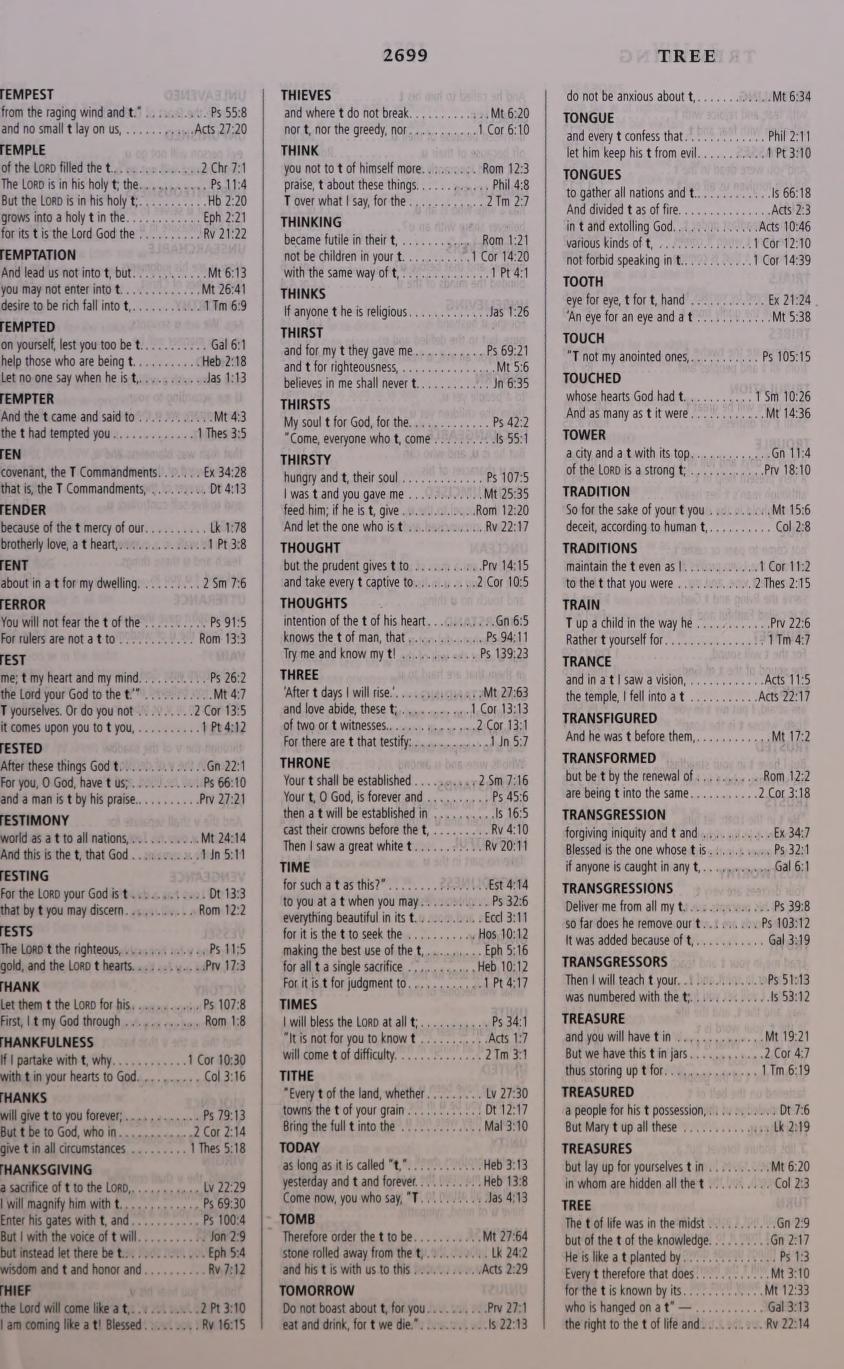 2699
TREE
TEMPEST
from the raging wind and t." .......... Ps 55:8
and no small t lay on us, ............ Acts 27:20
TEMPLE
of the LORD filled the t................ 2 Chr 7:1
The LORD is in his holy t; the........... Ps 11:4
But the LORD is in his holy t;........... Hb 2:20
grows into a holy t in the............ Eph 2:21
for its t is the Lord God the .......... Rv 21:22
TEMPTATION
And lead us not into t, but............ Mt 6:13
you may not enter into t............. Mt 26:41
desire to be rich fall into t,........... 1 Tm 6:9
TEMPTED
on yourself, lest you too be t.......... Gal 6:1
help those who are being t.......... Heb 2:18
Let no one say when he is t,........... Jas 1:13
TEMPTER
And the t came and said to ............ Mt 4:3
the t had tempted you............. 1 Thes 3:5
TEN
covenant, the T Commandments....... Ex 34:28
that is, the T Commandments, ......... Dt 4:13
TENDER
because of the t mercy of our.......... Lk 1:78
brotherly love, a t heart,.............. 1 Pt 3:8
TENT
about in a t for my dwelling. ......... 2 Sm 7:6
TERROR
You will not fear the t of the .......... Ps 91:5
For rulers are not a t to ............ Rom 13:3
TEST
me; t my heart and my mind........... Ps 26:2
the Lord your God to the t.'" ........... Mt 4:7
T yourselves. Or do you not ......... 2 Cor 13:5
it comes upon you to t you, .......... 1 Pt 4:12
TESTED
After these things God t.............. Gn 22:1
For you, O God, have t us;............ Ps 66:10
and a man is t by his praise........... Prv 27:21
TESTIMONY
world as a t to all nations,........... Mt 24:14
And this is the t, that God ........... 1 Jn 5:11
TESTING
For the LORD your God is t ............ Dt 13:3
that by t you may discern........... Rom 12:2
TESTS
The LORD t the righteous, ............. Ps 11:5
gold, and the LORD t hearts............ Prv 17:3
THANK
Let them t the LORD for his........... Ps 107:8
First, I t my God through ............ Rom 1:8
THANKFULNESS
If I partake with t, why............ 1 Cor 10:30
with t in your hearts to God.......... Col 3:16
THANKS
will give t to you forever;............. Ps 79:13
But t be to God, who in............ 2 Cor 2:14
give t in all circumstances ......... 1 Thes 5:18
THANKSGIVING
a sacrifice of t to the LORD,........... Lv 22:29
I will magnify him with t............. Ps 69:30
Enter his gates with t, and........... Ps 100:4
But I with the voice of t will.......... Jon 2:9
but instead let there be t............. Eph 5:4
wisdom and t and honor and .......... Rv 7:12
THIEF
the Lord will come like a t,............ 2 Pt 3:10
I am coming like a t! Blessed......... Rv 16:15
THIEVES
and where t do not break............. Mt 6:20
nor t, nor the greedy, nor............ 1 Cor 6:10
THINK
you not to t of himself more.......... Rom 12:3
praise, t about these things........... Phil 4:8
T over what I say, for the ............. 2 Tm 2:7
THINKING
became futile in their t, ............ Rom 1:21
not be children in your t........... 1 Cor 14:20
with the same way of t,.............. 1 Pt 4:1
THINKS
If anyone t he is religious............. Jas 1:26
THIRST
and for my t they gave me........... Ps 69:21
and t for righteousness, ............... Mt 5:6
believes in me shall never t............ Jn 6:35
THIRSTS
My soul t for God, for the............. Ps 42:2
"Come, everyone who t, come .......... Is 55:1
THIRSTY
hungry and t, their soul ............. Ps 107:5
I was t and you gave me ............ Mt 25:35
feed him; if he is t, give ........... Rom 12:20
And let the one who is t ............ Rv 22:17
THOUGHT
but the prudent gives t to ........... Prv 14:15
and take every t captive to.......... 2 Cor 10:5
THOUGHTS
intention of the t of his heart........... Gn 6:5
knows the t of man, that ............. Ps 94:11
Try me and know my t! ............. Ps 139:23
THREE
'After t days I will rise.'............. Mt 27:63
and love abide, these t;............ 1 Cor 13:13
of two or t witnesses.............. 2 Cor 13:1
For there are t that testify:............ 1 Jn 5:7
THRONE
Your t shall be established .......... 2 Sm 7:16
Your t, O God, is forever and .......... Ps 45:6
then a t will be established in .......... Is 16:5
cast their crowns before the t, ......... Rv 4:10
Then I saw a great white t............ Rv 20:11
TIME
for such a t as this?" ................ Est 4:14
to you at a t when you may........... Ps 32:6
everything beautiful in its t........... Eccl 3:11
for it is the t to seek the ........... Hos 10:12
making the best use of the t,......... Eph 5:16
for all t a single sacrifice ........... Heb 10:12
For it is t for judgment to............. 1 Pt 4:17
TIMES
I will bless the LORD at all t;........... Ps 34:1
"It is not for you to know t ............ Acts 1:7
will come t of difficulty.............. 2 Tm 3:1
TITHE
"Every t of the land, whether......... Lv 27:30
towns the t of your grain ............ Dt 12:17
Bring the full t into the ............. Mal 3:10
TODAY
as long as it is called "t,"............ Heb 3:13
yesterday and t and forever.......... Heb 13:8
Come now, you who say, "T.......... Jas 4:13
TOMB
Therefore order the t to be........... Mt 27:64
stone rolled away from the t,.......... Lk 24:2
and his t is with us to this ........... Acts 2:29
TOMORROW
Do not boast about t, for you......... Prv 27:1
eat and drink, for t we die."........... Is 22:13
do not be anxious about t,............ Mt 6:34
TONGUE
and every t confess that............. Phil 2:11
let him keep his t from evil........... 1 Pt 3:10
TONGUES
to gather all nations and t............ Is 66:18
And divided t as of fire............... Acts 2:3
in t and extolling God.............. Acts 10:46
various kinds of t, .............. 1 Cor 12:10
not forbid speaking in t............ 1 Cor 14:39
TOOTH
eye for eye, t for t, hand ............ Ex 21:24
'An eye for an eye and a t ............ Mt 5:38
TOUCH
"T not my anointed ones,........... Ps 105:15
TOUCHED
whose hearts God had t........... 1 Sm 10:26
And as many as t it were ........... Mt 14:36
TOWER
a city and a t with its top............ Gn 11:4
of the LORD is a strong t; ........... Prv 18:10
TRADITION
So for the sake of your t you .......... Mt 15:6
deceit, according to human t,.......... Col 2:8
TRADITIONS
maintain the t even as I............. 1 Cor 11:2
to the t that you were ............ 2 Thes 2:15
TRAIN
T up a child in the way he ........... Prv 22:6
Rather t yourself for................ 1 Tm 4:7
TRANCE
and in a t I saw a vision, ............ Acts 11:5
the temple, I fell into a t ........... Acts 22:17
TRANSFIGURED
And he was t before them,............ Mt 17:2
TRANSFORMED
but be t by the renewal of .......... Rom 12:2
are being t into the same........... 2 Cor 3:18
TRANSGRESSION
forgiving iniquity and t and ........... Ex 34:7
Blessed is the one whose t is.......... Ps 32:1
if anyone is caught in any t,........... Gal 6:1
TRANSGRESSIONS
Deliver me from all my t.............. Ps 39:8
so far does he remove our t......... Ps 103:12
It was added because of t,........... Gal 3:19
TRANSGRESSORS
Then I will teach t your............. Ps 51:13
was numbered with the t;............ Is 53:12
TREASURE
and you will have t in ............. Mt 19:21
But we have this t in jars........... 2 Cor 4:7
thus storing up t for.............. 1 Tm 6:19
TREASURED
a people for his t possession,.......... Dt 7:6
But Mary t up all these ............. Lk 2:19
TREASURES
but lay up for yourselves t in ......... Mt 6:20
in whom are hidden all the t .......... Col 2:3
TREE
The t of life was in the midst .......... Gn 2:9
but of the t of the knowledge......... Gn 2:17
He is like a t planted by............... Ps 1:3
Every t therefore that does............ Mt 3:10
for the t is known by its............. Mt 12:33
who is hanged on a t" — ........... Gal 3:13
the right to the t of life and.......... Rv 22:14